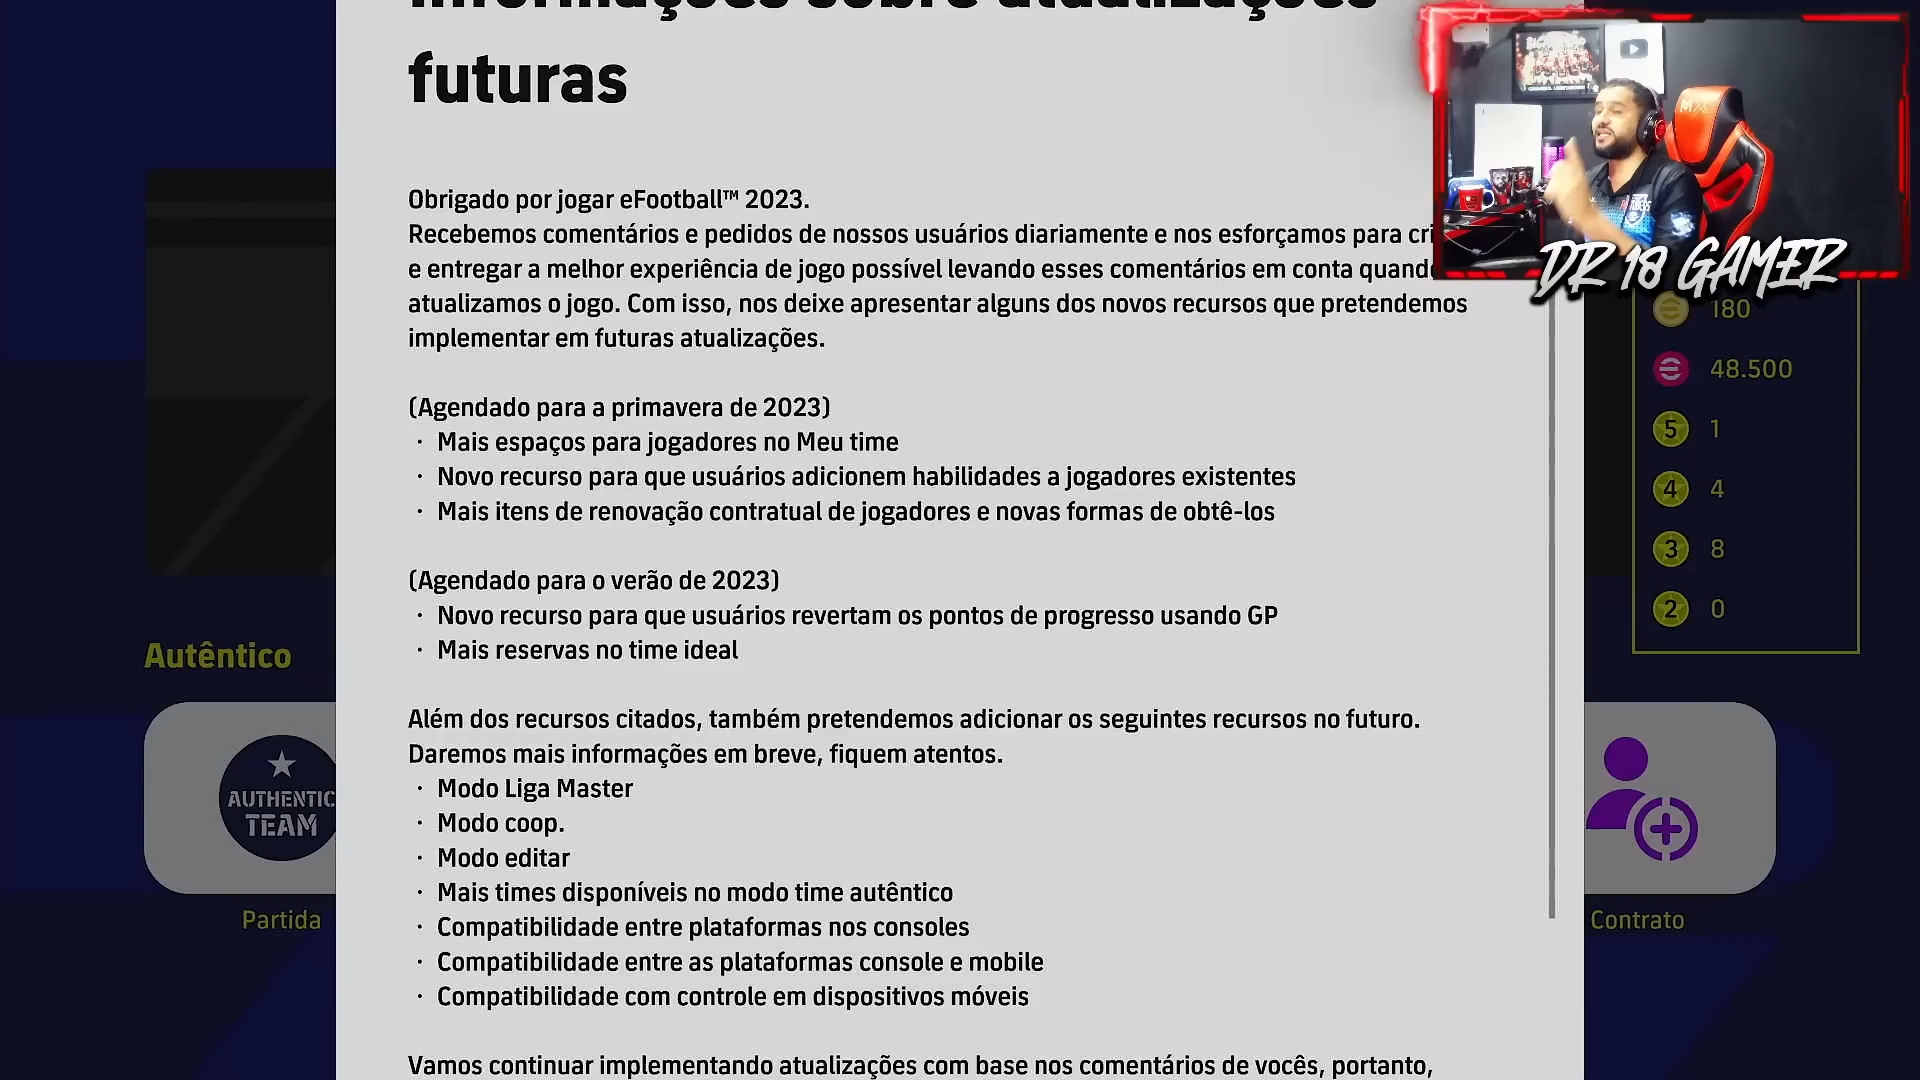 Informações sobre atualizações
futuras
Obrigado por jogar eFootball™ 2023.
Recebemos comentários e pedidos de nossos usuários diariamente e nos esforçamos para cri
e entregar a melhor experiência de jogo possível levando esses comentários em conta quand
atualizamos o jogo. Com isso, nos deixe apresentar alguns dos novos recursos que pretendemos
implementar em futuras atualizações.
(Agendado para a primavera de 2023)
· Mais espaços para jogadores no Meu time
· Novo recurso para que usuários adicionem habilidades a jogadores existentes
· Mais itens de renovação contratual de jogadores e novas formas de obtê-los
(Agendado para o verão de 2023)
· Novo recurso para que usuários revertam os pontos de progresso usando GP
· Mais reservas no time ideal
Além dos recursos citados, também pretendemos adicionar os seguintes recursos no futuro.
Daremos mais informações em breve, fiquem atentos.
· Modo Liga Master
· Modo coop.
· Modo editar
· Mais times disponíveis no modo time autêntico
· Compatibilidade entre plataformas nos consoles
· Compatibilidade entre as plataformas console e mobile
· Compatibilidade com controle em dispositivos móveis
Vamos continuar implementando atualizações com base nos comentários de vocês, portanto,
Autêntico
AUTHENTIC
TEAM
Partida
MX
DR 18 GAMER
180
48.500
5 1
4 4
3 8
2 0
Contrato